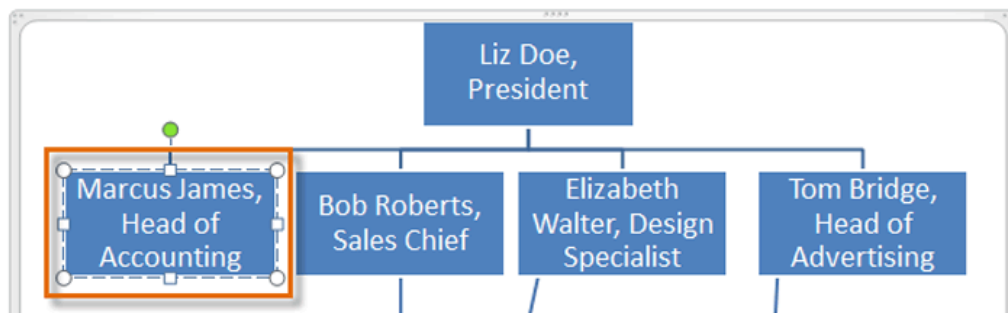 Liz Doe,
President
Marcus James,
Head of
Accounting
Bob Roberts,
Sales Chief
Elizabeth
Walter, Design
Specialist
Tom Bridge,
Head of
Advertising